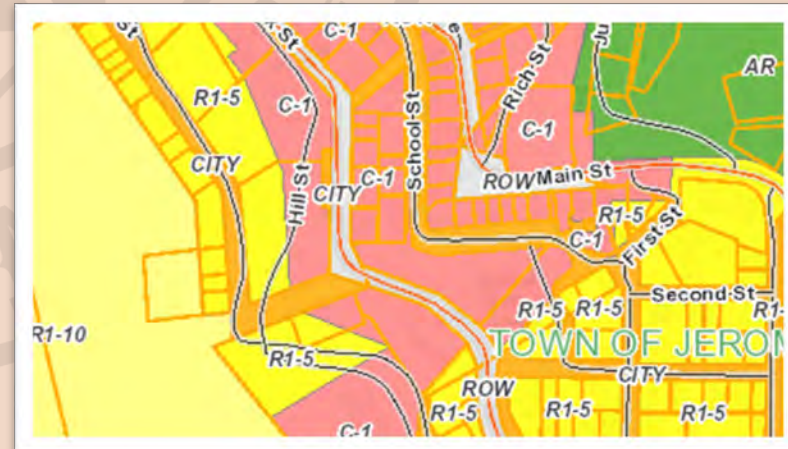 St
C-1
AR
R1-5
C-1
Rich St
C-1
CITY
Hill St
CITY
C-1
School St
ROW
Main St
R1-5
C-1
First St
Second St
R1-5
R1-5
R1-10
TOWN OF JEROM
R1-5
CITY
ROW
R1-5
R1-5
R1-5
C-1